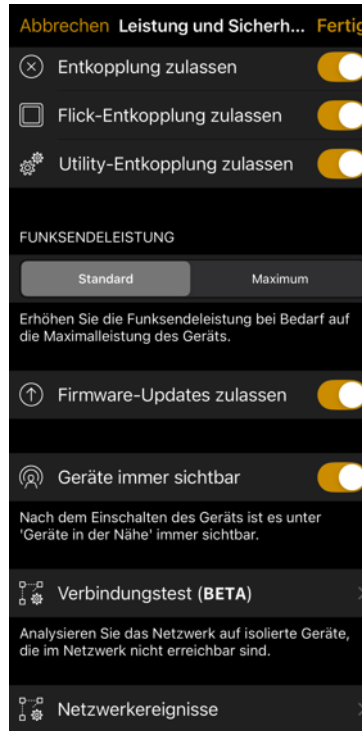 Abbrechen Leistung und Sicherh... Fertig
Entkopplung zulassen
Flick-Entkopplung zulassen
Utility-Entkopplung zulassen
FUNKSENDELEISTUNG
Standard Maximum
Erhöhen Sie die Funksendeleistung bei Bedarf auf
die Maximalleistung des Geräts.
Firmware-Updates zulassen
Geräte immer sichtbar
Nach dem Einschalten des Geräts ist es unter
'Geräte in der Nähe' immer sichtbar.
Verbindungstest (BETA)
Analysieren Sie das Netzwerk auf isolierte Geräte,
die im Netzwerk nicht erreichbar sind.
Netzwerkereignisse